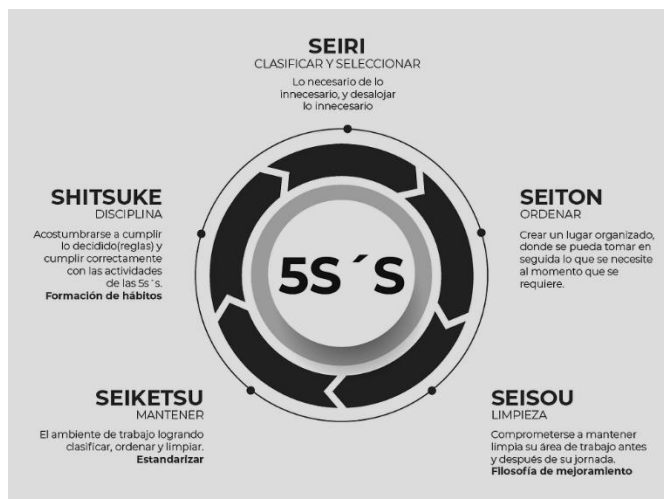 SEIRI
CLASIFICAR Y SELECCIONAR
Lo necesario de lo
innecesario, y desalojar
lo innecesario
SHITSUKE
DISCIPLINA
Acostumbrarse a cumplir
lo decidido(reglas) y
cumplir correctamente
con las actividades
de las 5s´s.
Formación de hábitos
SEITON
ORDENAR
Crear un lugar organizado,
donde se pueda tomar en
seguida lo que se necesite
al momento que se
requiere.
5S´S
SEIKETSU
MANTENER
El ambiente de trabajo logrando
clasificar, ordenar y limpiar.
Estandarizar
SEISOU
LIMPIEZA
Comprometerse a mantener
limpia su área de trabajo antes
y después de su jornada.
Filosofía de mejoramiento